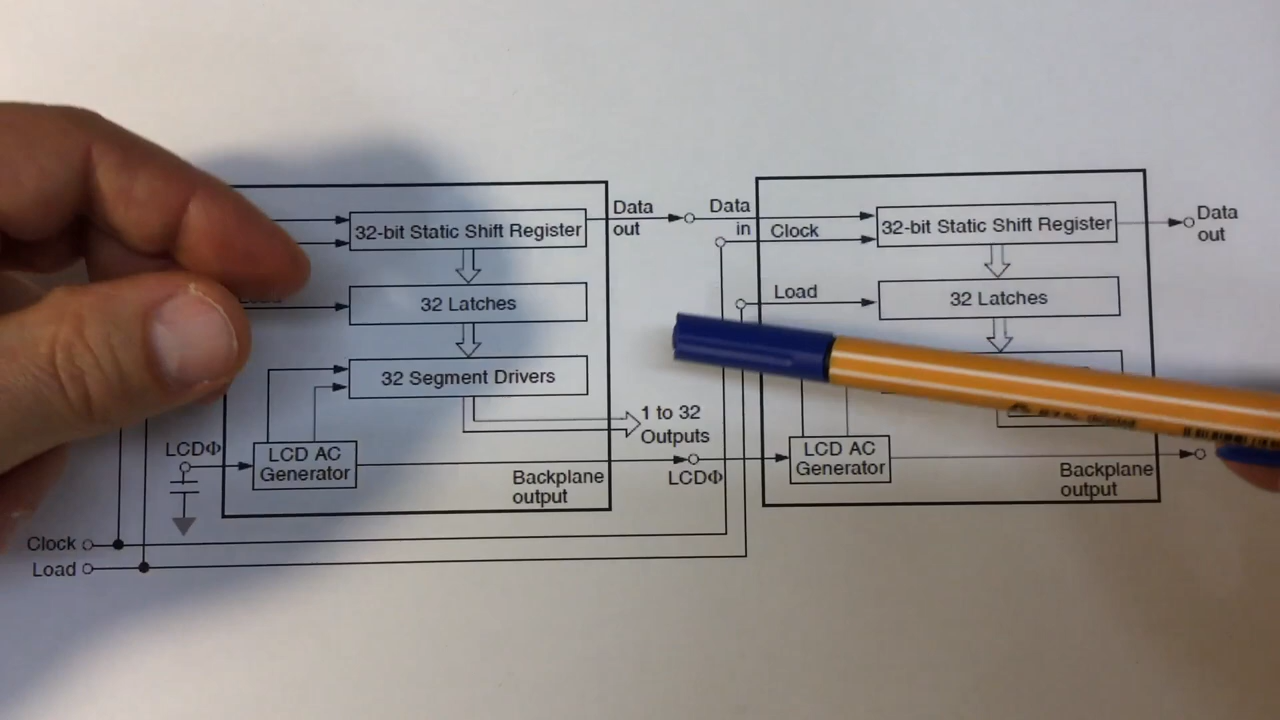 32-bit Static Shift Register
32 Latches
32 Segment Drivers
LCD AC
Generator
LCDΦ
Data
out
1 to 32
Outputs
Backplane
output
LCDΦ
Clock
Load
Data
in
Clock
Load
32-bit Static Shift Register
32 Latches
LCD AC
Generator
Backplane
output
Data
out